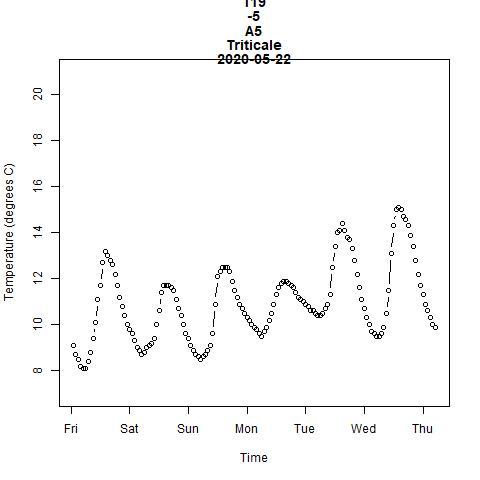 T19
-5
A5
Triticale
2020-05-22
Temperature (degrees C)
20
18
16
14
12
10
8
Fri Sat Sun Mon Tue Wed Thu
Time